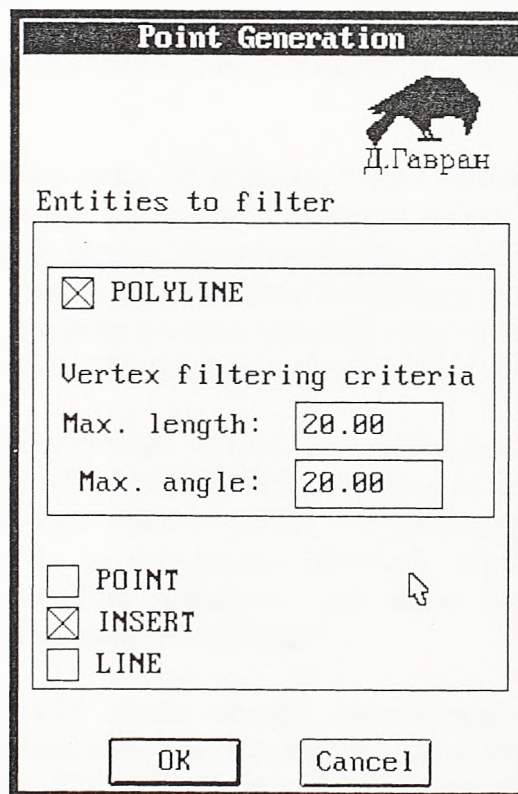 Point Generation
Д.Гавран
Entities to filter
POLYLINE
Vertex filtering criteria
Max. length: 20.00
Max. angle: 20.00
POINT
INSERT
LINE
OK Cancel